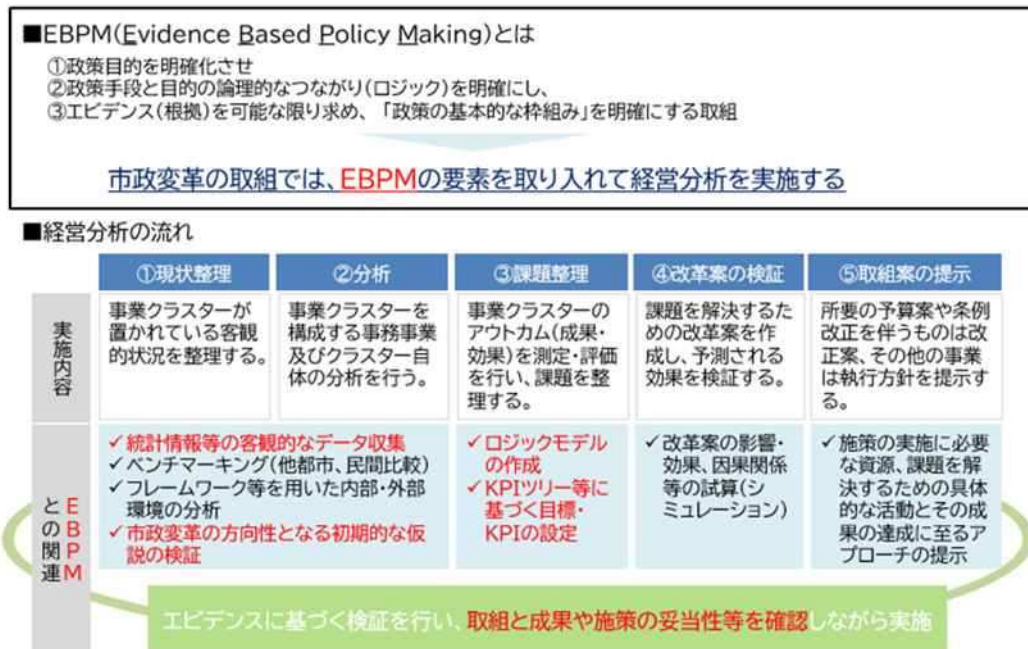 ■EBPM(Evidence Based Policy Making)とは
①政策目的を明確化させ
②政策手段と目的の論理的なつながり(ロジック)を明確にし、
③エビデンス(根拠)を可能な限り求め、「政策の基本的な枠組み」を明確にする取組
市政変革の取組では、EBPMの要素を取り入れて経営分析を実施する
■経営分析の流れ
①現状整理
②分析
③課題整理
④改革案の検証
⑤取組案の提示
実施内容
事業クラスターが
置かれている客観
的状況を整理する。
事業クラスターを
構成する事務事業
及びクラスター自
体の分析を行う。
事業クラスターの
アウトカム(成果・
効果)を測定・評価
を行い、課題を整
理する。
課題を解決するた
めの改革案を作
成し、予測される
効果を検証する。
所要の予算案や条例
改正を伴うものは改
正案、その他の事業
は執行方針を提示す
る。
EBPM
との関連
✓統計情報等の客観的なデータ収集
✓ベンチマーキング(他都市、民間比較)
✓フレームワーク等を用いた内部・外部
環境の分析
✓市政変革の方向性となる初期的な仮
説の検証
✓ロジックモデル
の作成
✓KPIツリー等に
基づく目標・
KPIの設定
✓改革案の影響・
効果、因果関係
等の試算(シ
ミュレーション)
✓施策の実施に必要
な資源、課題を解
決するための具体
的な活動とその成
果の達成に至るア
プローチの提示
エビデンスに基づく検証を行い、取組と成果や施策の妥当性等を確認しながら実施